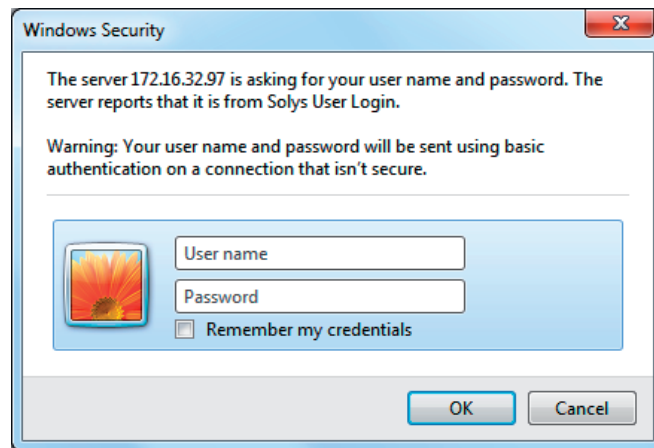 Windows Security
The server 172.16.32.97 is asking for your user name and password. The
server reports that it is from Solys User Login.
Warning: Your user name and password will be sent using basic
authentication on a connection that isn't secure.
User name
Password
Remember my credentials
OK
Cancel